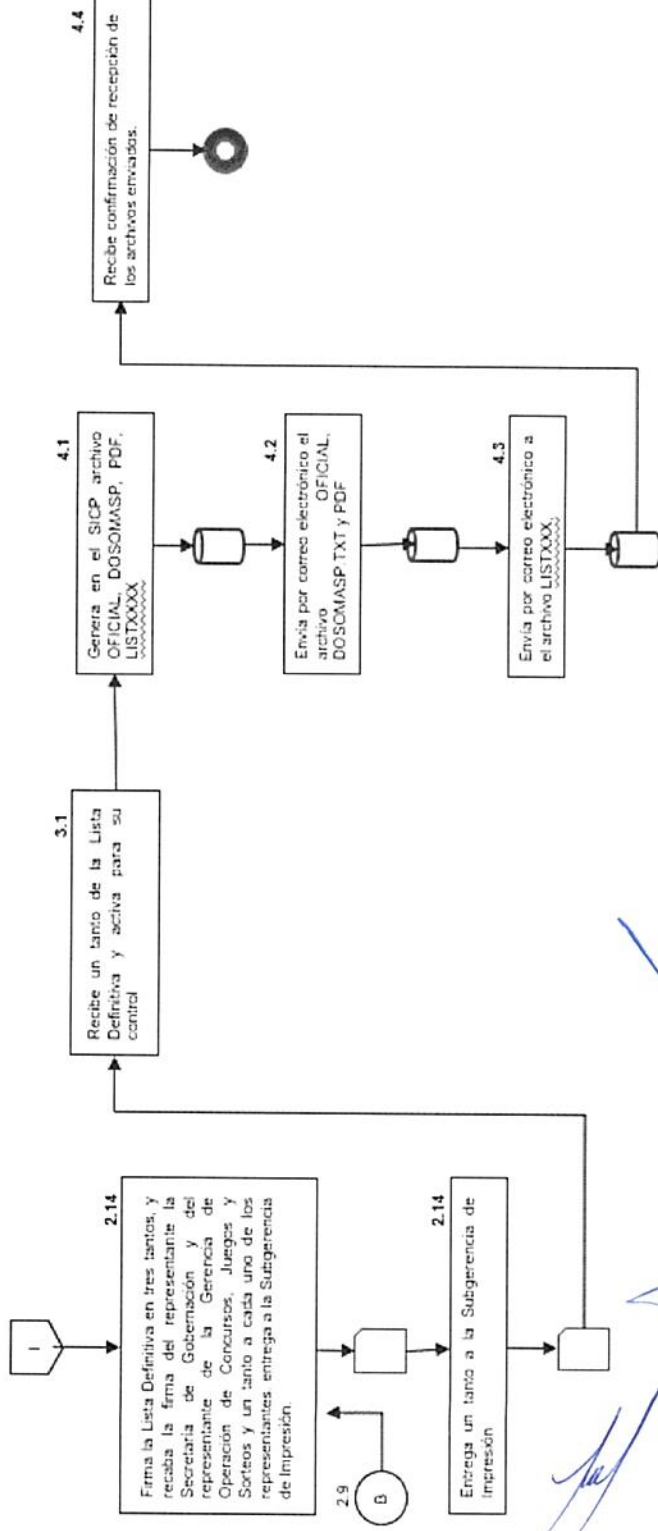 I
2.14
Firma la Lista Definitiva en tres tantos, y
recaba la firma del representante la
Secretaría de Gobernación y del
representante de la Gerencia de
Operación de Concursos, Juegos y
Sorteos y un tanto a cada uno de los
representantes entrega a la Subgerencia
de Impresión.
2.9
B
2.14
Entrega un tanto a la Subgerencia de
Impresión
3.1
Recibe un tanto de la Lista
Definitiva y activa para su
control
4.1
Genera en el SICP archivo
OFICIAL, DOSOMASP, PDF,
LISTXXXX
4.2
Envía por correo electrónico el
archivo OFICIAL,
DOSOMASP.TXT y PDF
4.3
Envía por correo electrónico a
el archivo LISTXXX,
4.4
Recibe confirmación de recepción de
los archivos enviados.